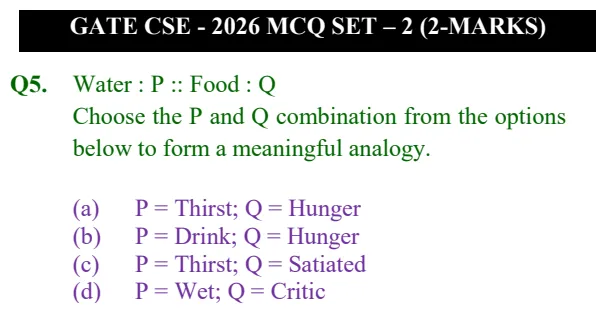 GATE CSE - 2026 MCQ SET – 2 (2-MARKS)
Q5. Water : P :: Food : Q
Choose the P and Q combination from the options
below to form a meaningful analogy.
(a) P = Thirst; Q = Hunger
(b) P = Drink; Q = Hunger
(c) P = Thirst; Q = Satiated
(d) P = Wet; Q = Critic